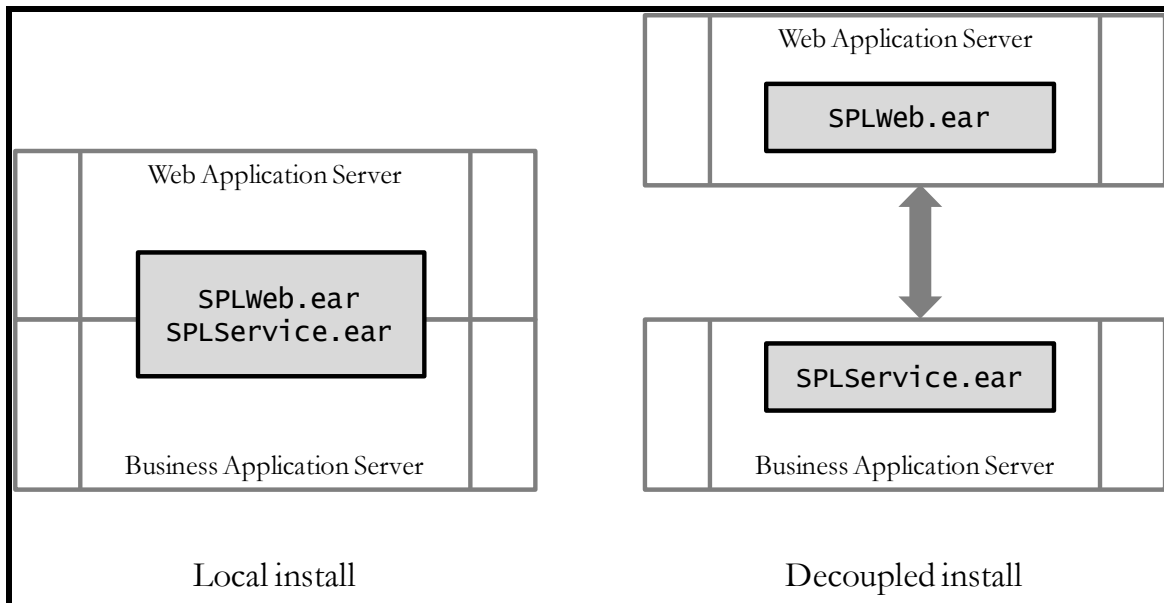 Web Application Server
SPLWeb.ear
SPLService.ear
Business Application Server
Local install
Web Application Server
SPLWeb.ear
SPLService.ear
Business Application Server
Decoupled install